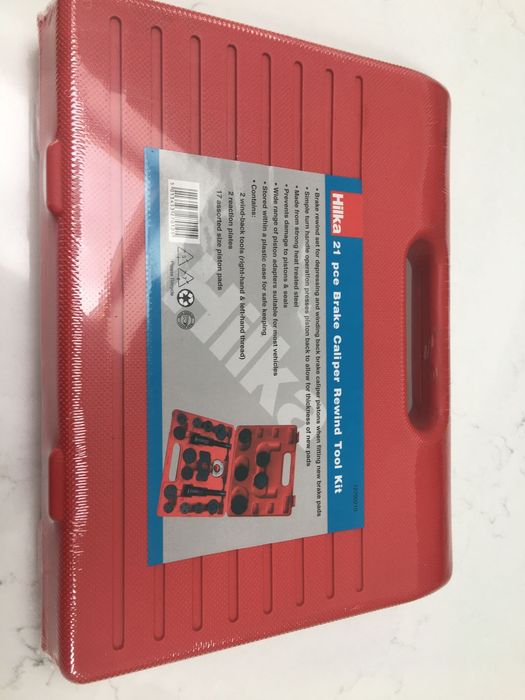 Hilka 21 pce Brake Caliper Rewind Tool Kit
• Brake rewind set for depressing and winding back brake caliper pistons when fitting new brake pads
• Simple turn handle operation presses piston back to allow for thickness of new pads
• Made from strong heat treated steel
• Prevents damage to pistons & seals
• Wide range of piston adapters suitable for most vehicles
• Stored within a plastic case for safe keeping
• Contains:
2 wind-back tools (right-hand & left-hand thread)
2 reaction plates
17 assorted size piston pads
Hilka